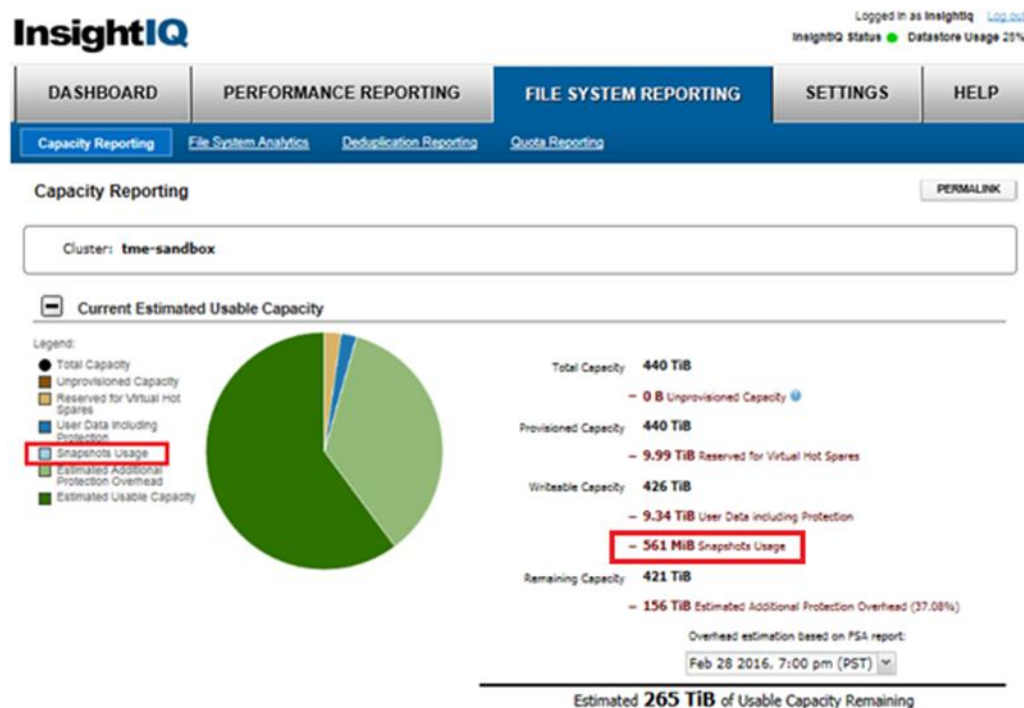 InsightIQ
Logged in as insightiq Log out
InsightIQ Status Datastore Usage 25%
DASHBOARD PERFORMANCE REPORTING FILE SYSTEM REPORTING SETTINGS HELP
Capacity Reporting File System Analytics Deduplication Reporting Quota Reporting
Capacity Reporting
PERMALINK
Cluster: tme-sandbox
Current Estimated Usable Capacity
Legend:
Total Capacity
Unprovisioned Capacity
Reserved for Virtual Hot
Spares
User Data Including
Protection
Snapshots Usage
Estimated Additional
Protection Overhead
Estimated Usable Capacity
Total Capacity 440 TiB
– 0 B Unprovisioned Capacity
Provisioned Capacity 440 TiB
– 9.99 TiB Reserved for Virtual Hot Spares
Writeable Capacity 426 TiB
– 9.34 TiB User Data including Protection
– 561 MiB Snapshots Usage
Remaining Capacity 421 TiB
– 156 TiB Estimated Additional Protection Overhead (37.08%)
Overhead estimation based on FSA report:
Feb 28 2016, 7:00 pm (PST)
Estimated 265 TiB of Usable Capacity Remaining